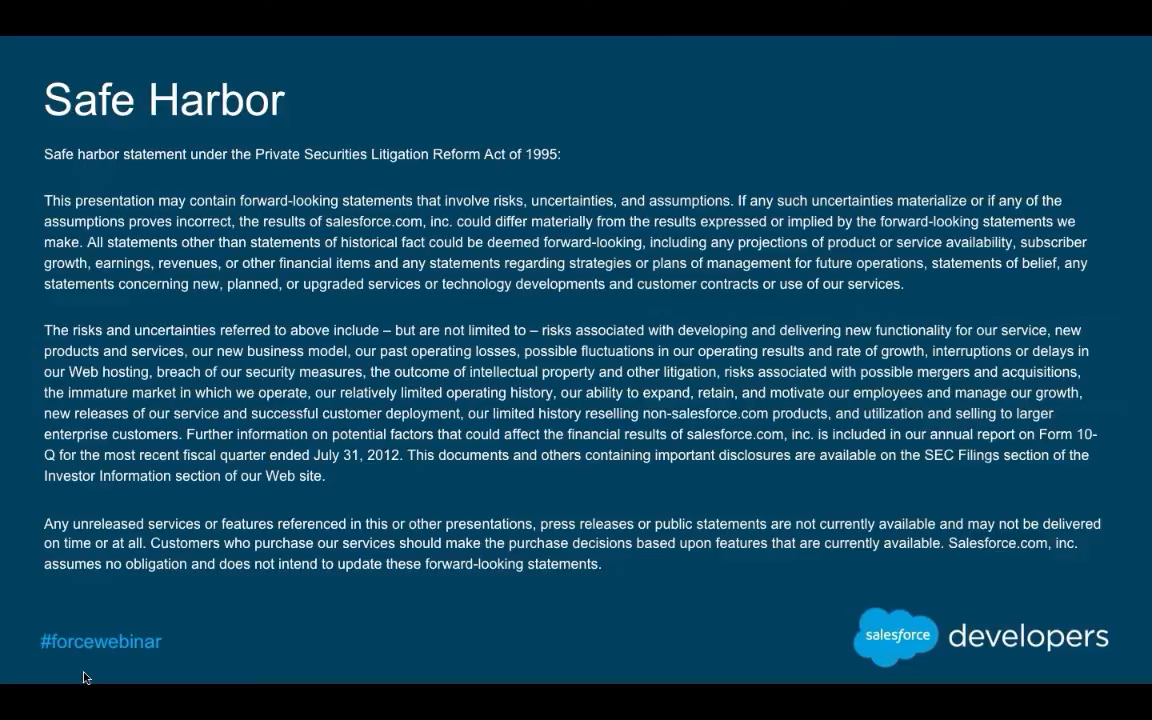 Safe Harbor
Safe harbor statement under the Private Securities Litigation Reform Act of 1995:
This presentation may contain forward-looking statements that involve risks, uncertainties, and assumptions. If any such uncertainties materialize or if any of the
assumptions proves incorrect, the results of salesforce.com, inc. could differ materially from the results expressed or implied by the forward-looking statements we
make. All statements other than statements of historical fact could be deemed forward-looking, including any projections of product or service availability, subscriber
growth, earnings, revenues, or other financial items and any statements regarding strategies or plans of management for future operations, statements of belief, any
statements concerning new, planned, or upgraded services or technology developments and customer contracts or use of our services.
The risks and uncertainties referred to above include – but are not limited to – risks associated with developing and delivering new functionality for our service, new
products and services, our new business model, our past operating losses, possible fluctuations in our operating results and rate of growth, interruptions or delays in
our Web hosting, breach of our security measures, the outcome of intellectual property and other litigation, risks associated with possible mergers and acquisitions,
the immature market in which we operate, our relatively limited operating history, our ability to expand, retain, and motivate our employees and manage our growth,
new releases of our service and successful customer deployment, our limited history reselling non-salesforce.com products, and utilization and selling to larger
enterprise customers. Further information on potential factors that could affect the financial results of salesforce.com, inc. is included in our annual report on Form 10-
Q for the most recent fiscal quarter ended July 31, 2012. This documents and others containing important disclosures are available on the SEC Filings section of the
Investor Information section of our Web site.
Any unreleased services or features referenced in this or other presentations, press releases or public statements are not currently available and may not be delivered
on time or at all. Customers who purchase our services should make the purchase decisions based upon features that are currently available. Salesforce.com, inc.
assumes no obligation and does not intend to update these forward-looking statements.
#forcewebinar
salesforce developers